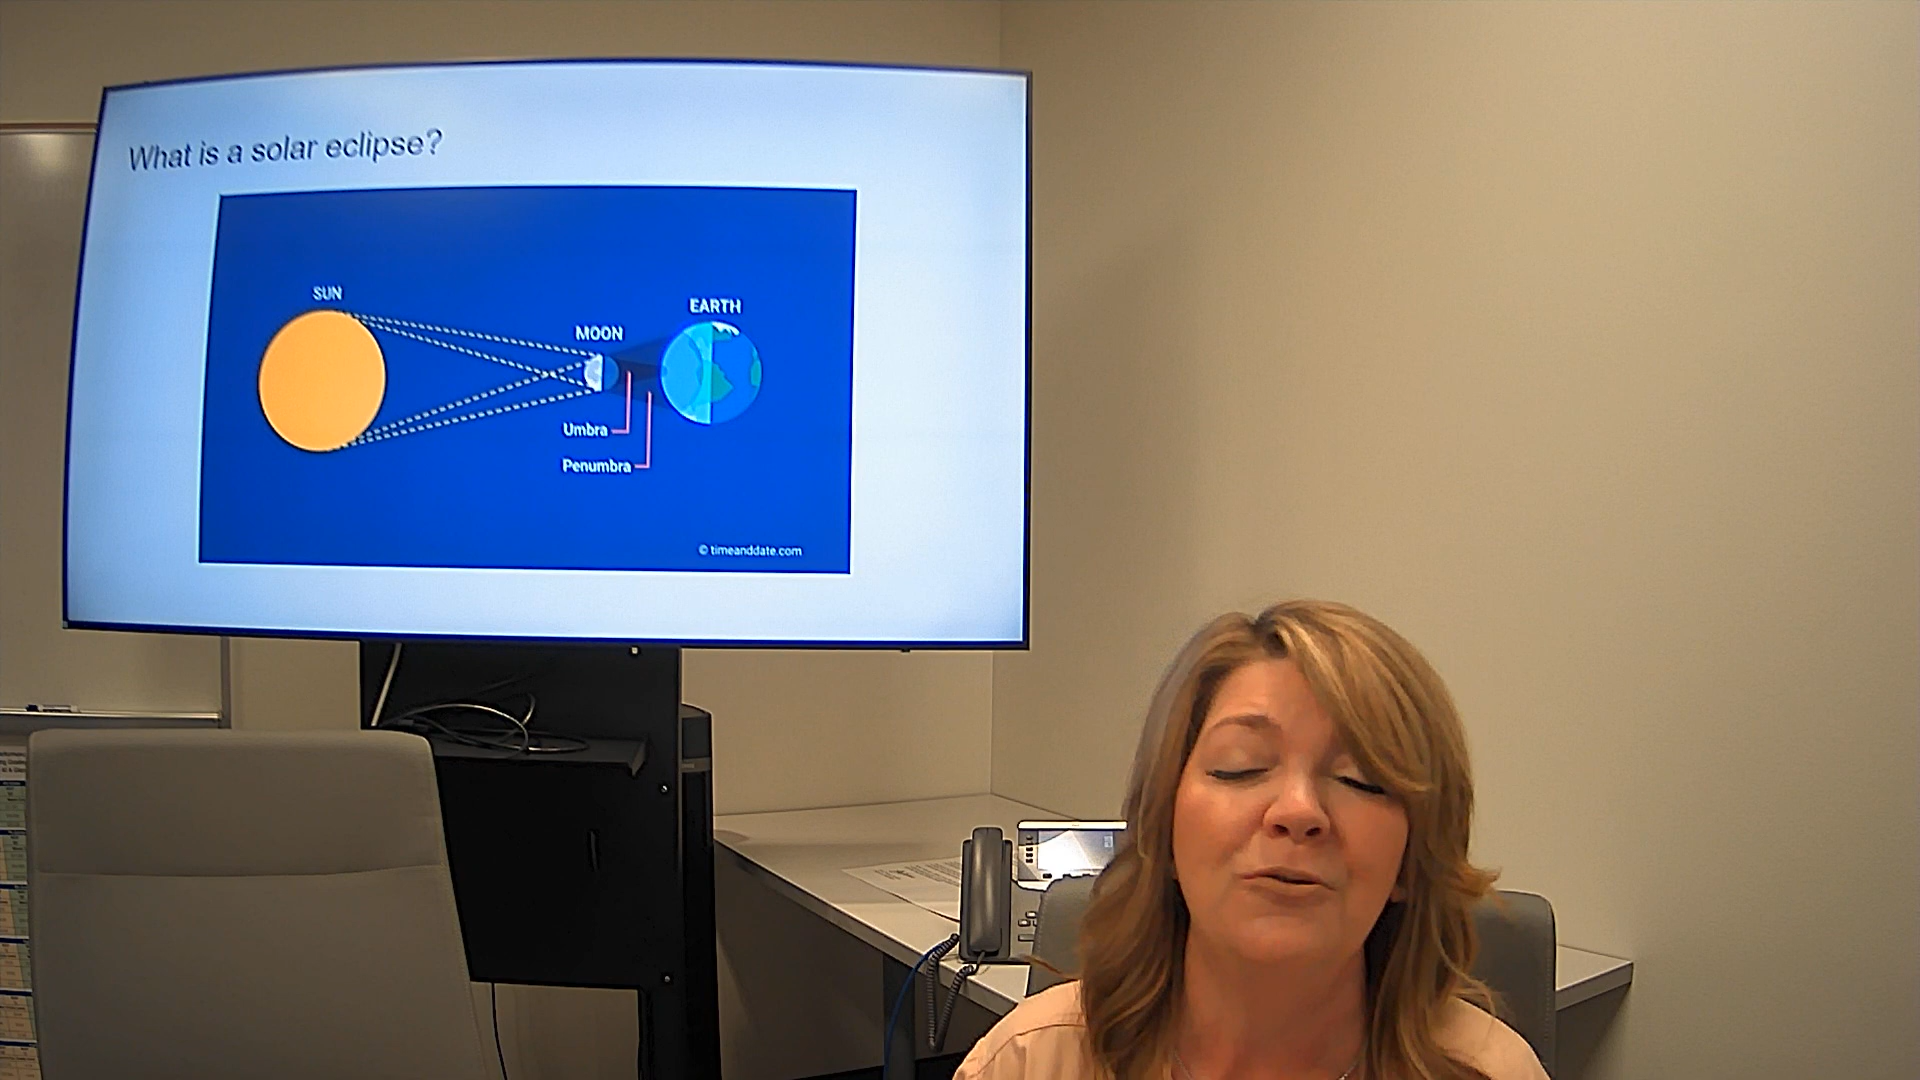 What is a solar eclipse?
SUN
EARTH
MOON
Umbra
Penumbra
© timeanddate.com